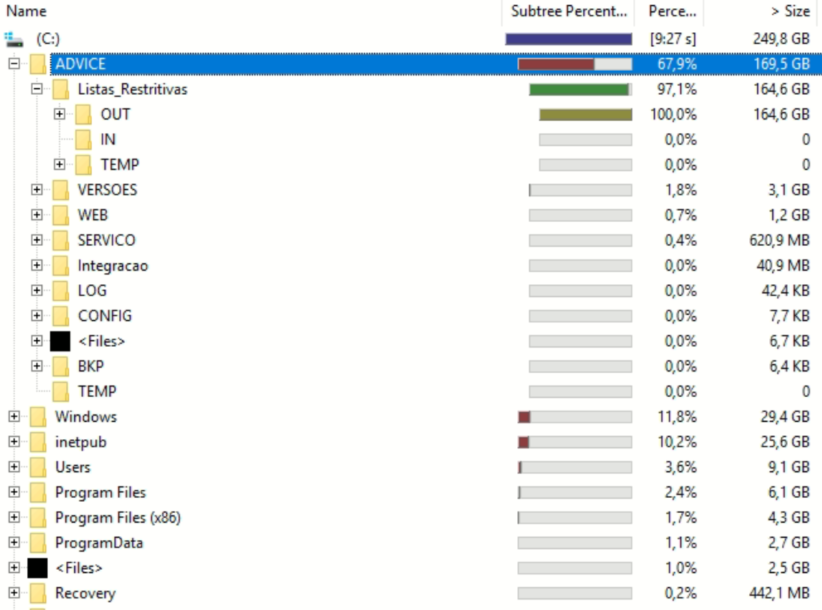 Name Subtree Percent... Perce... > Size
(C:) [9:27 s] 249,8 GB
ADVICE 67,9% 169,5 GB
Listas_Restritivas 97,1% 164,6 GB
OUT 100,0% 164,6 GB
IN 0,0% 0
TEMP 0,0% 0
VERSOES 1,8% 3,1 GB
WEB 0,7% 1,2 GB
SERVICO 0,4% 620,9 MB
Integracao 0,0% 40,9 MB
LOG 0,0% 42,4 KB
CONFIG 0,0% 7,7 KB
<Files> 0,0% 6,7 KB
BKP 0,0% 6,4 KB
TEMP 0,0% 0
Windows 11,8% 29,4 GB
inetpub 10,2% 25,6 GB
Users 3,6% 9,1 GB
Program Files 2,4% 6,1 GB
Program Files (x86) 1,7% 4,3 GB
ProgramData 1,1% 2,7 GB
<Files> 1,0% 2,5 GB
Recovery 0,2% 442,1 MB